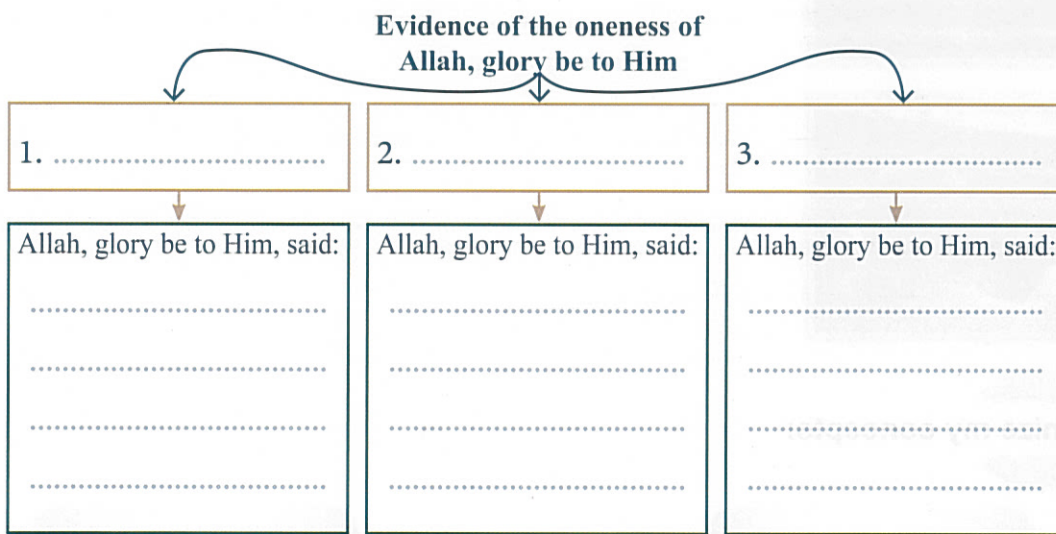 Evidence of the oneness of
Allah, glory be to Him
1. ....................................
2. ....................................
3. ....................................
Allah, glory be to Him, said:
Allah, glory be to Him, said:
Allah, glory be to Him, said: